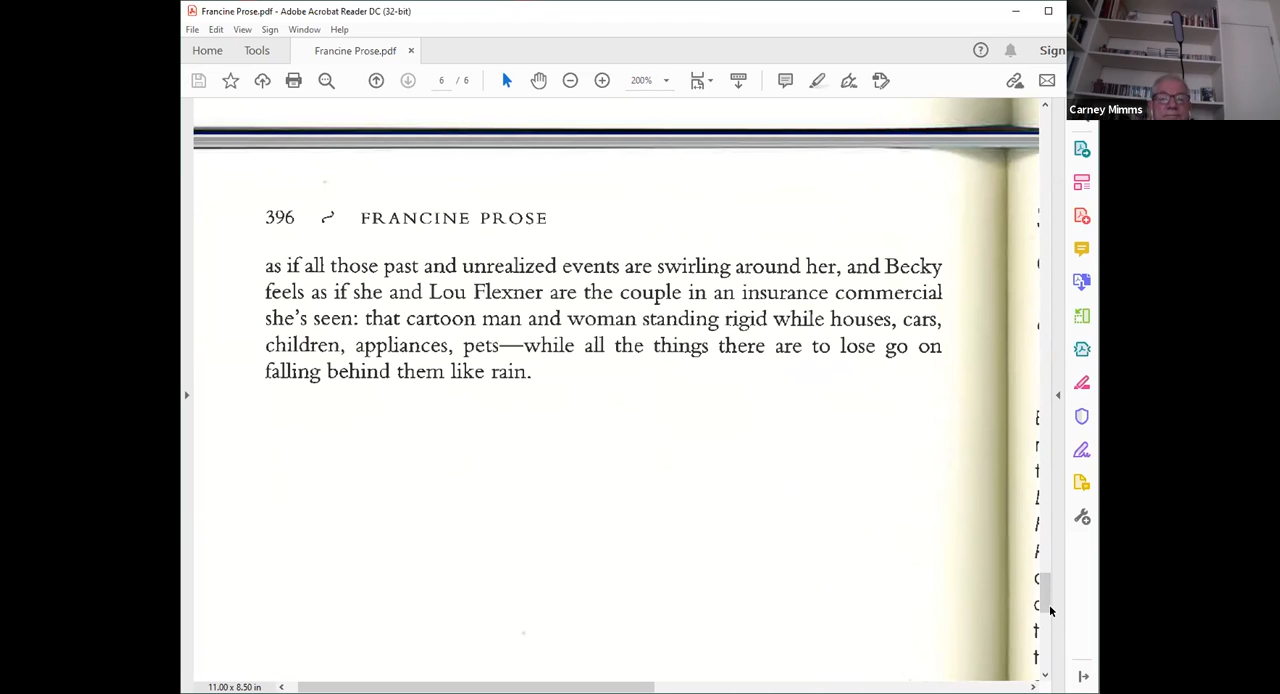 Francine Prose.pdf - Adobe Acrobat Reader DC (32-bit)
File Edit View Sign Window Help
Home Tools Francine Prose.pdf Sign
6 / 6 200%
Carney Mimms
396 FRANCINE PROSE
as if all those past and unrealized events are swirling around her, and Becky
feels as if she and Lou Flexner are the couple in an insurance commercial
she's seen: that cartoon man and woman standing rigid while houses, cars,
children, appliances, pets—while all the things there are to lose go on
falling behind them like rain.
11.00 x 8.50 in